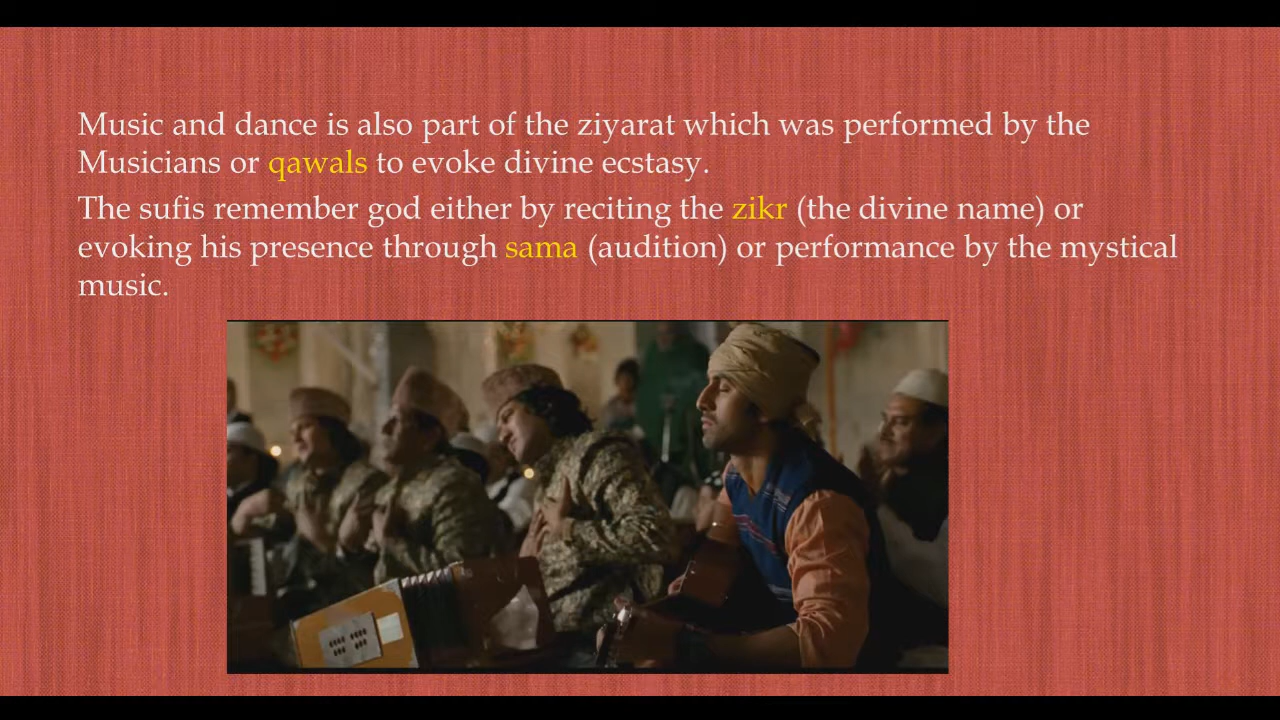 Music and dance is also part of the ziyarat which was performed by the
Musicians or qawals to evoke divine ecstasy.
The sufis remember god either by reciting the zikr (the divine name) or
evoking his presence through sama (audition) or performance by the mystical
music.